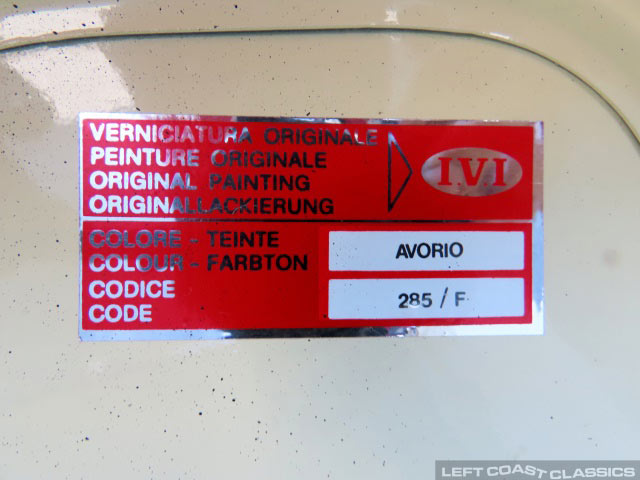 VERNICIATURA ORIGINALE
PEINTURE ORIGINALE
ORIGINAL PAINTING
ORIGINALLACKIERUNG
IVI
COLORE - TEINTE
COLOUR - FARBTON
AVORIO
CODICE
CODE
285 / F
LEFT COAST CLASSICS